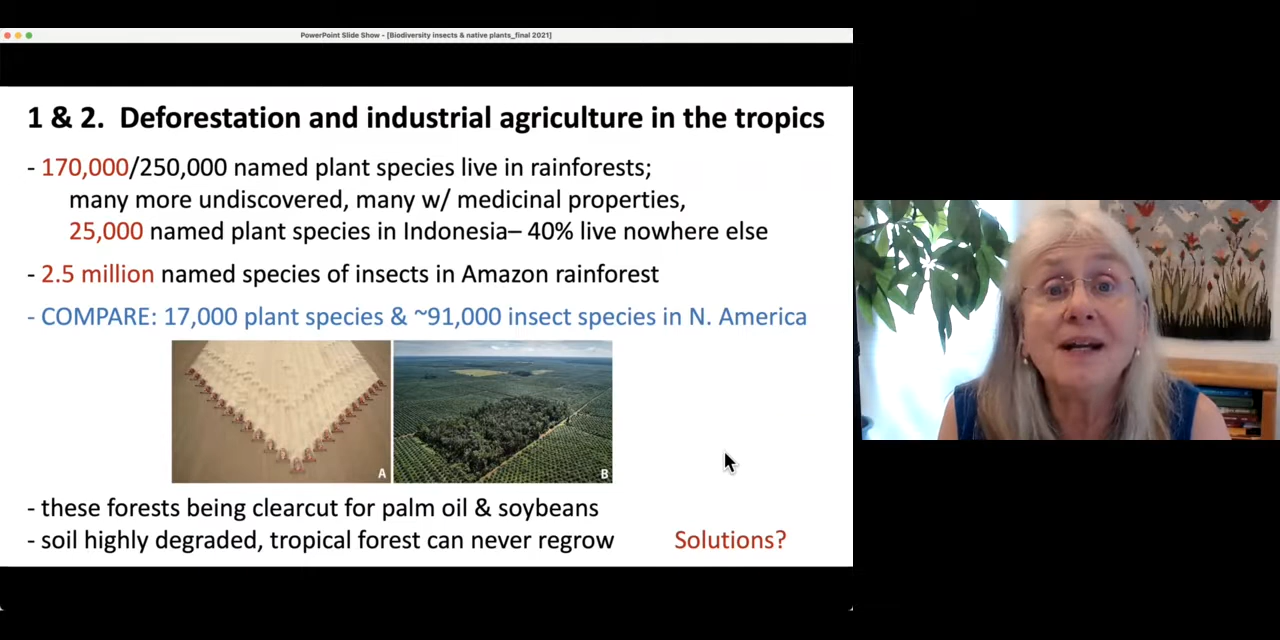 PowerPoint Slide Show - [Biodiversity insects & native plants_final 2021]
1 & 2. Deforestation and industrial agriculture in the tropics
- 170,000/250,000 named plant species live in rainforests;
many more undiscovered, many w/ medicinal properties,
25,000 named plant species in Indonesia– 40% live nowhere else
- 2.5 million named species of insects in Amazon rainforest
- COMPARE: 17,000 plant species & ~91,000 insect species in N. America
A
B
- these forests being clearcut for palm oil & soybeans
- soil highly degraded, tropical forest can never regrow
Solutions?